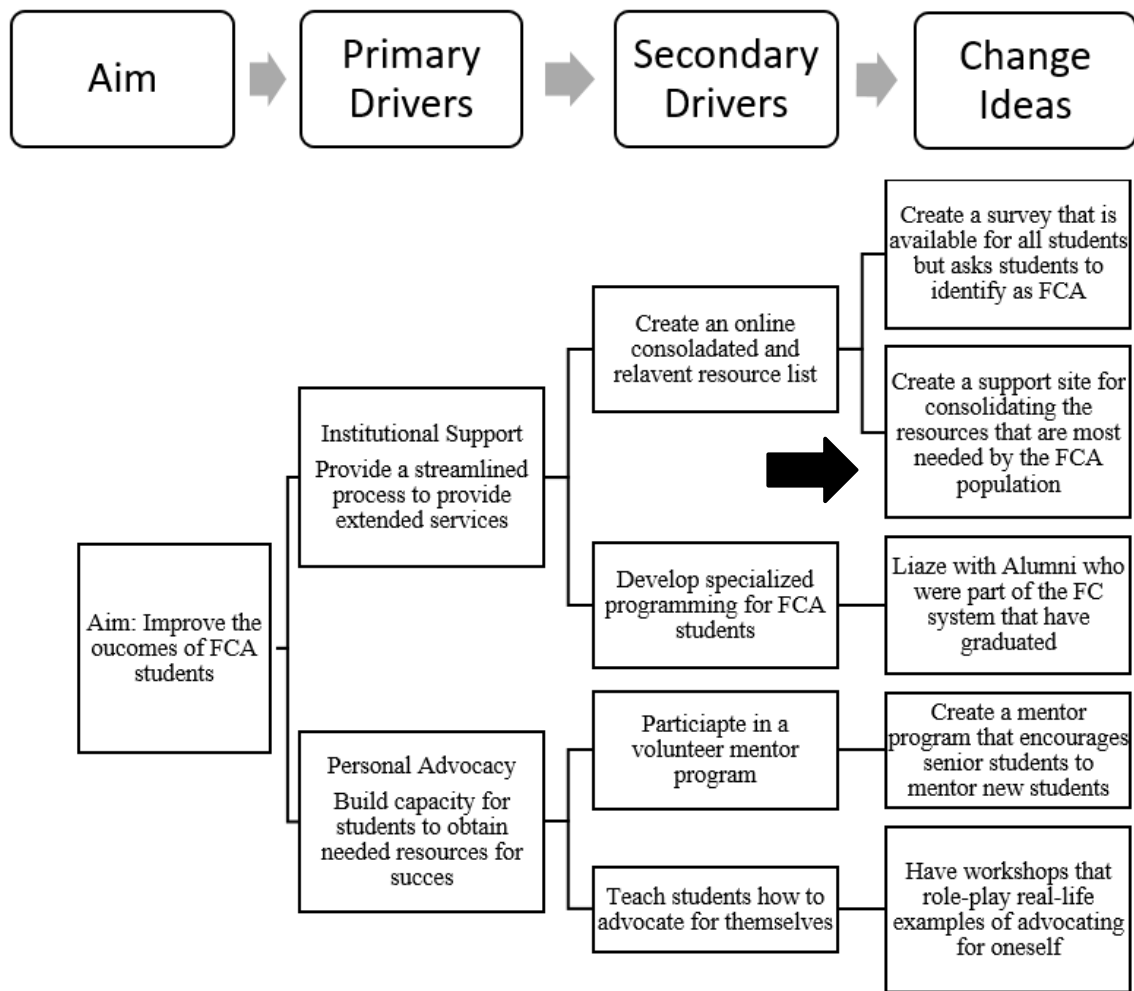 Aim
Primary
Drivers
Secondary
Drivers
Change
Ideas
Create a survey that is
available for all students
but asks students to
identify as FCA
Create an online
consoladated and
relavent resource list
Create a support site for
consolidating the
resources that are most
needed by the FCA
population
Institutional Support
Provide a streamlined
process to provide
extended services
Develop specialized
programming for FCA
students
Liaze with Alumni who
were part of the FC
system that have
graduated
Aim: Improve the
oucomes of FCA
students
Particiapte in a
volunteer mentor
program
Create a mentor
program that encourages
senior students to
mentor new students
Personal Advocacy
Build capacity for
students to obtain
needed resources for
succes
Teach students how to
advocate for themselves
Have workshops that
role-play real-life
examples of advocating
for oneself